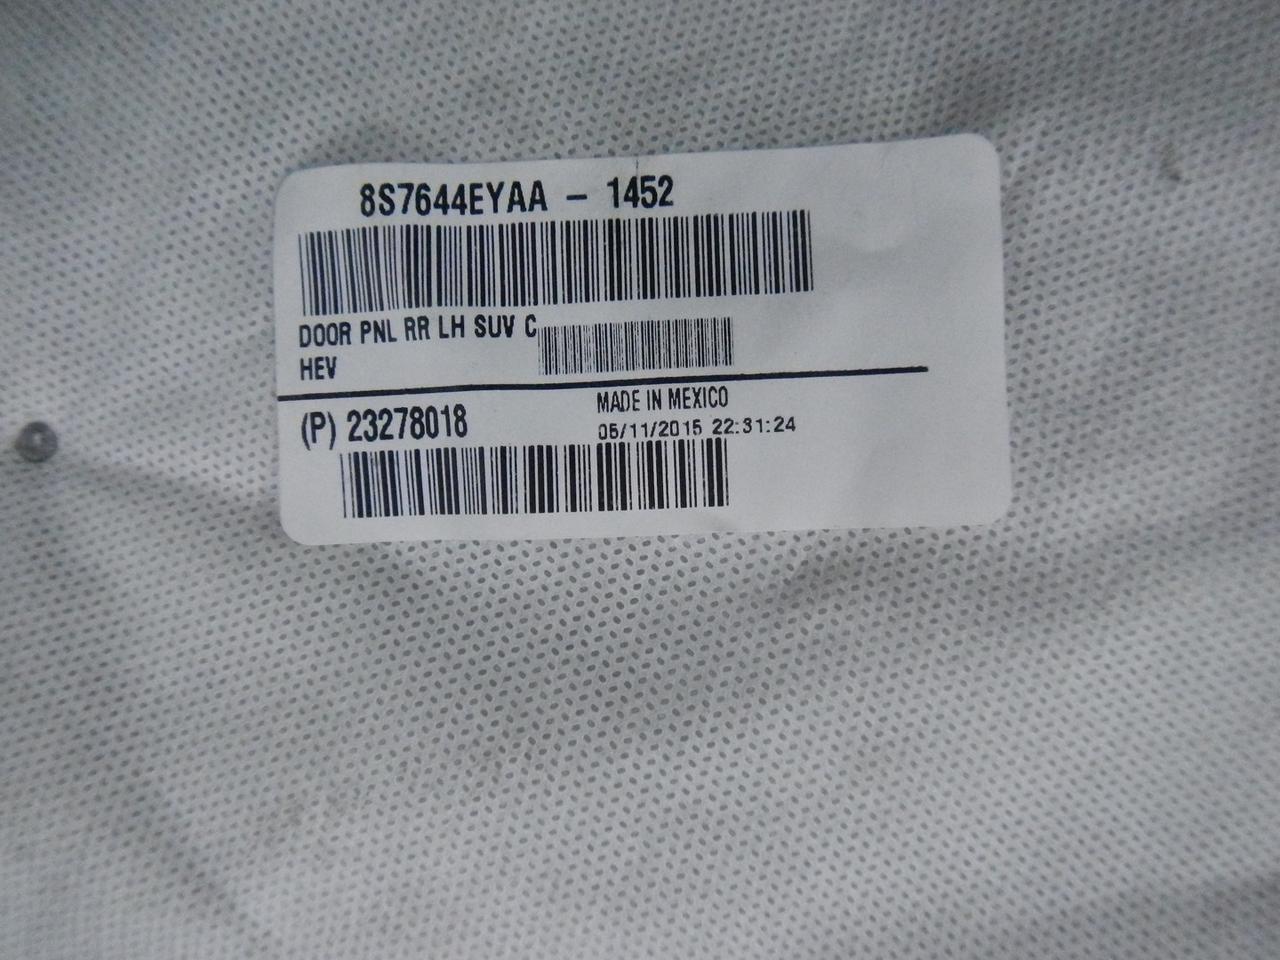 8S7644EYAA - 1452
DOOR PNL RR LH SUV C
HEV
(P) 23278018
MADE IN MEXICO
05/11/2015 22:31:24